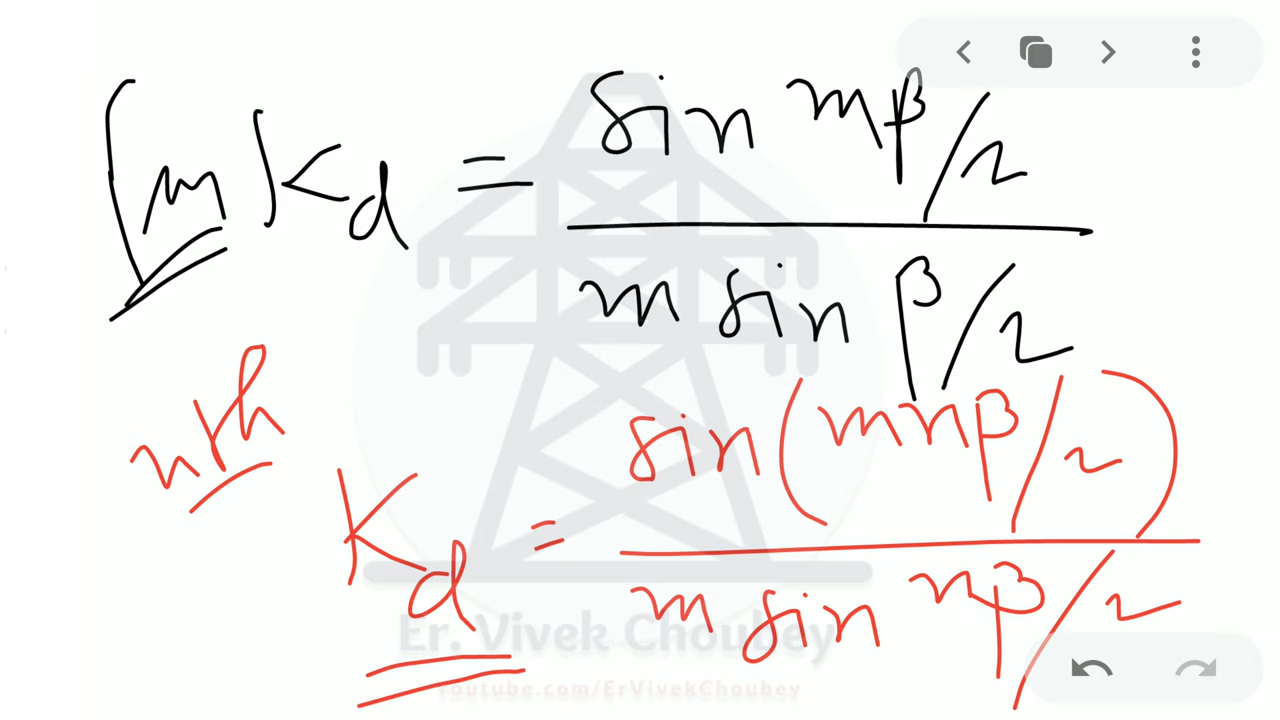 [m] Kd = sin mβ/2
m sin β/2
nth
sin(mnβ/2)
Kd =
m sin nβ/2
Er. Vivek Choubey
Youtube.com/ErVivekChoubey